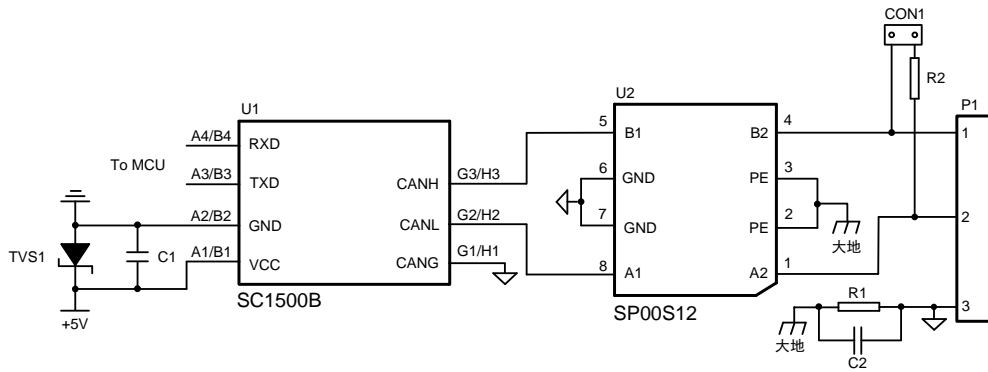 CON1
R2
U2
U1
P1
A4/B4
RXD
To MCU
A3/B3
TXD
A2/B2
GND
A1/B1
VCC
TVS1
C1
+5V
SC1500B
CANH
G3/H3
CANL
G2/H2
CANG
G1/H1
5
B1
6
GND
7
GND
8
A1
B2
4
PE
3
PE
2
A2
1
SP00S12
大地
1
2
3
R1
C2
大地